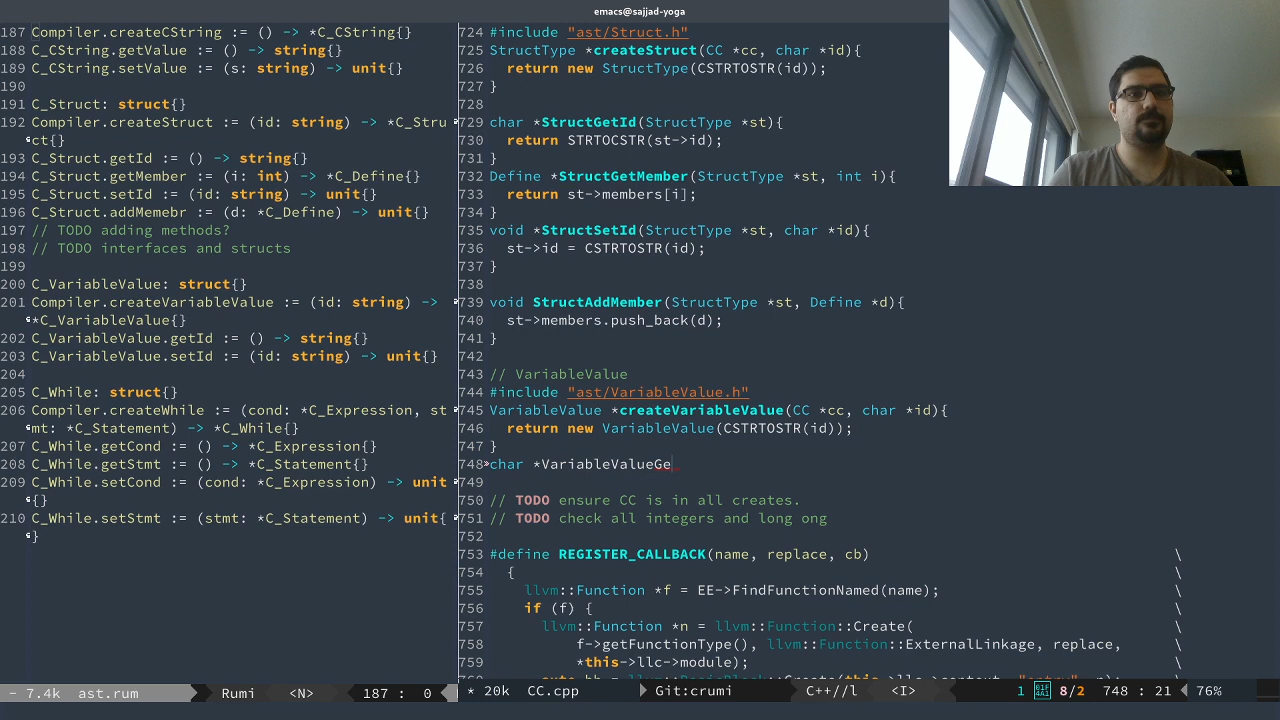 emacs@sajjad-yoga
187 Compiler.createCString := () -> *C_CString{}
188 C_CString.getValue := () -> string{}
189 C_CString.setValue := (s: string) -> unit{}
190
191 C_Struct: struct{}
192 Compiler.createStruct := (id: string) -> *C_Stru
ct{}
193 C_Struct.getId := () -> string{}
194 C_Struct.getMember := (i: int) -> *C_Define{}
195 C_Struct.setId := (id: string) -> unit{}
196 C_Struct.addMemebr := (d: *C_Define) -> unit{}
197 // TODO adding methods?
198 // TODO interfaces and structs
199
200 C_VariableValue: struct{}
201 Compiler.createVariableValue := (id: string) ->
*C_VariableValue{}
202 C_VariableValue.getId := () -> string{}
203 C_VariableValue.setId := (id: string) -> unit{}
204
205 C_While: struct{}
206 Compiler.createWhile := (cond: *C_Expression, st
mt: *C_Statement) -> *C_While{}
207 C_While.getCond := () -> *C_Expression{}
208 C_While.getStmt := () -> *C_Statement{}
209 C_While.setCond := (cond: *C_Expression) -> unit
{}
210 C_While.setStmt := (stmt: *C_Statement) -> unit{
}
- 7.4k ast.rum Rumi <N> 187 : 0
724 #include "ast/Struct.h"
725 StructType *createStruct(CC *cc, char *id){
726 return new StructType(CSTRTOSTR(id));
727 }
728
729 char *StructGetId(StructType *st){
730 return STRTOCSTR(st->id);
731 }
732 Define *StructGetMember(StructType *st, int i){
733 return st->members[i];
734 }
735 void *StructSetId(StructType *st, char *id){
736 st->id = CSTRTOSTR(id);
737 }
738
739 void StructAddMember(StructType *st, Define *d){
740 st->members.push_back(d);
741 }
742
743 // VariableValue
744 #include "ast/VariableValue.h"
745 VariableValue *createVariableValue(CC *cc, char *id){
746 return new VariableValue(CSTRTOSTR(id));
747 }
748 char *VariableValueGe
749
750 // TODO ensure CC is in all creates.
751 // TODO check all integers and long ong
752
753 #define REGISTER_CALLBACK(name, replace, cb) \
754 { \
755 llvm::Function *f = EE->FindFunctionNamed(name); \
756 if (f) { \
757 llvm::Function *n = llvm::Function::Create( \
758 f->getFunctionType(), llvm::Function::ExternalLinkage, replace, \
759 *this->llc->module); \
* 20k CC.cpp Git:crumi C++//l <I> 1 8/2 748 : 21 76%